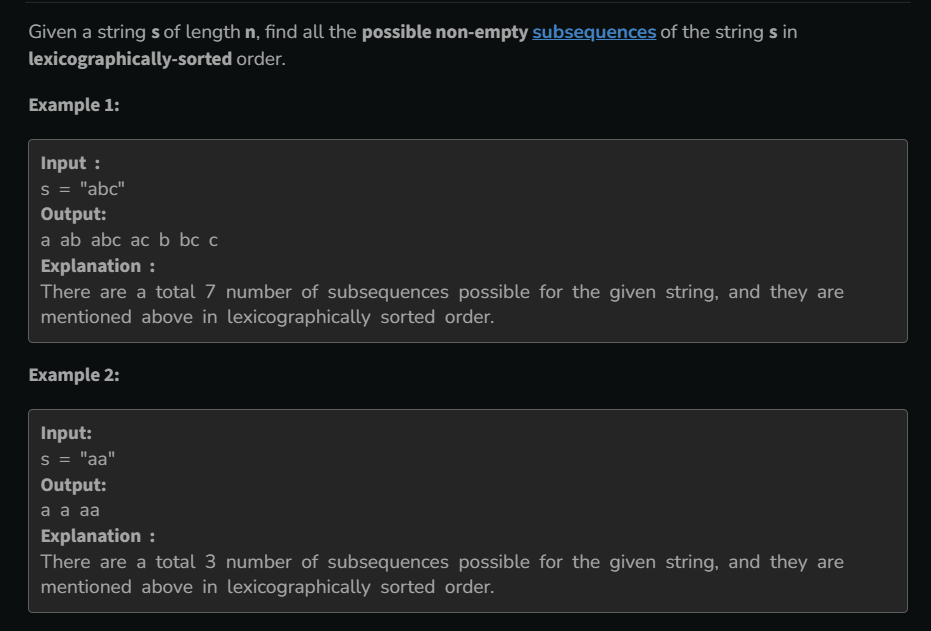 Given a string s of length n, find all the possible non-empty subsequences of the string s in
lexicographically-sorted order.
Example 1:
Input :
s = "abc"
Output:
a ab abc ac b bc c
Explanation :
There are a total 7 number of subsequences possible for the given string, and they are
mentioned above in lexicographically sorted order.
Example 2:
Input:
s = "aa"
Output:
a a aa
Explanation :
There are a total 3 number of subsequences possible for the given string, and they are
mentioned above in lexicographically sorted order.